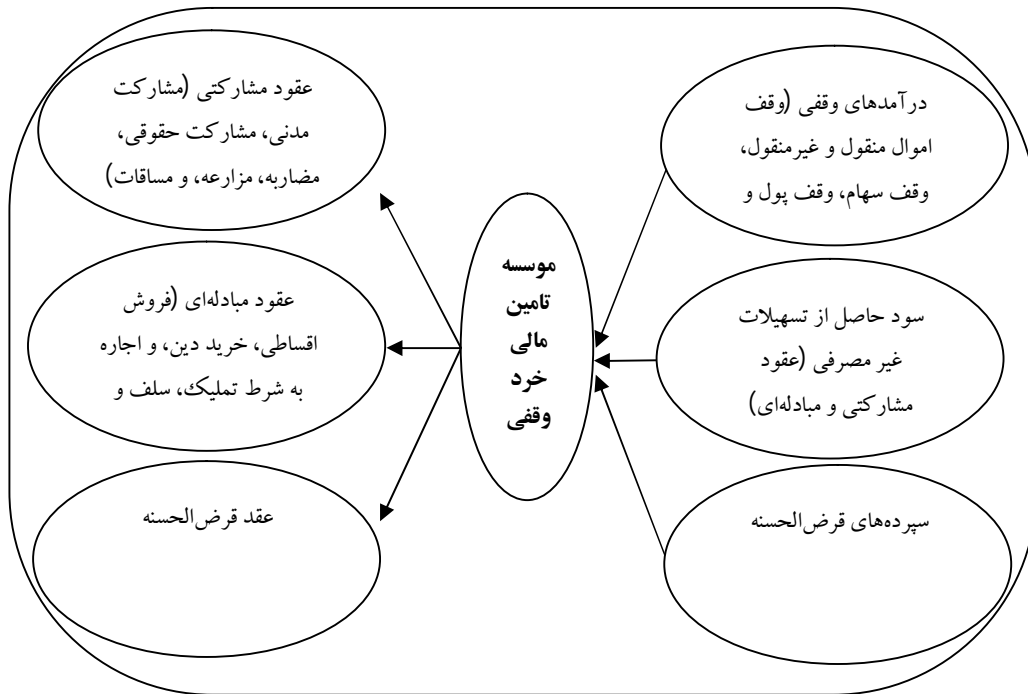 درآمدهای وقفی (وقف
اموال منقول و غیرمنقول،
وقف سهام، وقف پول و
سود حاصل از تسهیلات
غیر مصرفی (عقود
مشارکتی و مبادله‌ای)
سپرده‌های قرض‌الحسنه
موسسه
تامین
مالی
خرد
وقفی
عقود مشارکتی (مشارکت
مدنی، مشارکت حقوقی،
مضاربه، مزارعه، و مساقات)
عقود مبادله‌ای (فروش
اقساطی، خرید دین، و اجاره
به شرط تملیک، سلف و
عقد قرض‌الحسنه